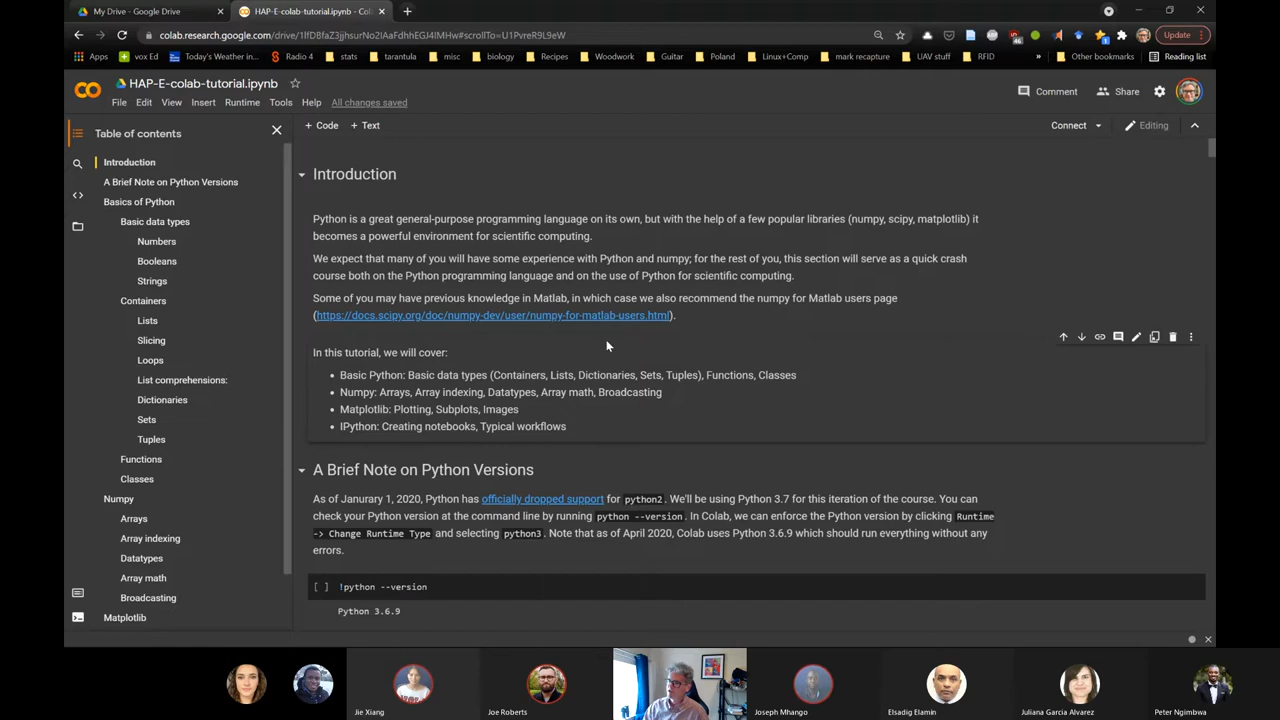 My Drive - Google Drive
HAP-E-colab-tutorial.ipynb - Col
colab.research.google.com/drive/1IfDBfaZ3jjhsurNo2IAaFdhhEGJ4IMHw#scrollTo=U1PvreR9L9eW
Update
Apps
vox Ed
Today's Weather in...
Radio 4
stats
tarantula
misc
biology
Recipes
Woodwork
Guitar
Poland
Linux+Comp
mark recapture
UAV stuff
RFID
»
Other bookmarks
Reading list
HAP-E-colab-tutorial.ipynb
File Edit View Insert Runtime Tools Help All changes saved
Comment
Share
Table of contents
+ Code + Text
Connect
Editing
Introduction
A Brief Note on Python Versions
Basics of Python
Basic data types
Numbers
Booleans
Strings
Containers
Lists
Slicing
Loops
List comprehensions:
Dictionaries
Sets
Tuples
Functions
Classes
Numpy
Arrays
Array indexing
Datatypes
Array math
Broadcasting
Matplotlib
Introduction
Python is a great general-purpose programming language on its own, but with the help of a few popular libraries (numpy, scipy, matplotlib) it
becomes a powerful environment for scientific computing.
We expect that many of you will have some experience with Python and numpy; for the rest of you, this section will serve as a quick crash
course both on the Python programming language and on the use of Python for scientific computing.
Some of you may have previous knowledge in Matlab, in which case we also recommend the numpy for Matlab users page
(https://docs.scipy.org/doc/numpy-dev/user/numpy-for-matlab-users.html).
In this tutorial, we will cover:
• Basic Python: Basic data types (Containers, Lists, Dictionaries, Sets, Tuples), Functions, Classes
• Numpy: Arrays, Array indexing, Datatypes, Array math, Broadcasting
• Matplotlib: Plotting, Subplots, Images
• IPython: Creating notebooks, Typical workflows
A Brief Note on Python Versions
As of Janurary 1, 2020, Python has officially dropped support for python2. We'll be using Python 3.7 for this iteration of the course. You can
check your Python version at the command line by running python --version. In Colab, we can enforce the Python version by clicking Runtime
-> Change Runtime Type and selecting python3. Note that as of April 2020, Colab uses Python 3.6.9 which should run everything without any
errors.
[ ] !python --version
Python 3.6.9
Jie Xiang
Joe Roberts
Joseph Mhango
Elsadig Elamin
Juliana Garcia Alvarez
Peter Ngimbwa